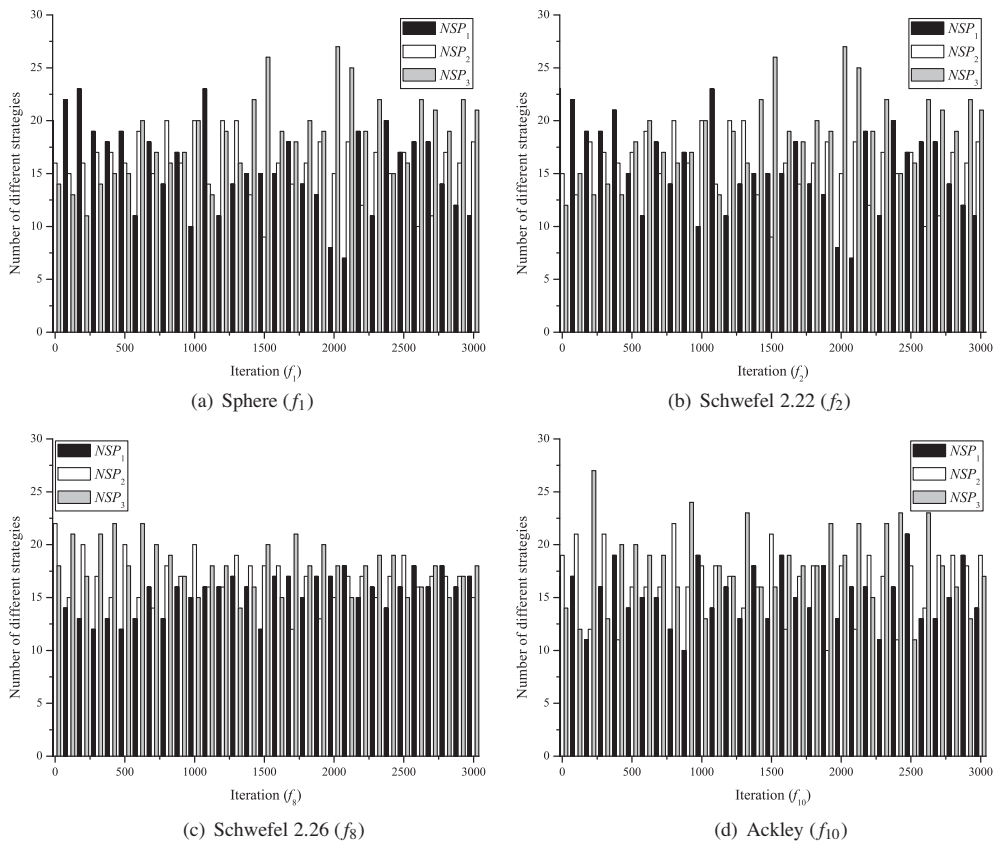 Number of different strategies
30
25
20
15
10
5
0
NSP1
NSP2
NSP3
0 500 1000 1500 2000 2500 3000
Iteration (f1)
(a) Sphere (f1)
Number of different strategies
30
25
20
15
10
5
0
NSP1
NSP2
NSP3
0 500 1000 1500 2000 2500 3000
Iteration (f2)
(b) Schwefel 2.22 (f2)
Number of different strategies
30
25
20
15
10
5
0
NSP1
NSP2
NSP3
0 500 1000 1500 2000 2500 3000
Iteration (f8)
(c) Schwefel 2.26 (f8)
Number of different strategies
30
25
20
15
10
5
0
NSP1
NSP2
NSP3
0 500 1000 1500 2000 2500 3000
Iteration (f10)
(d) Ackley (f10)